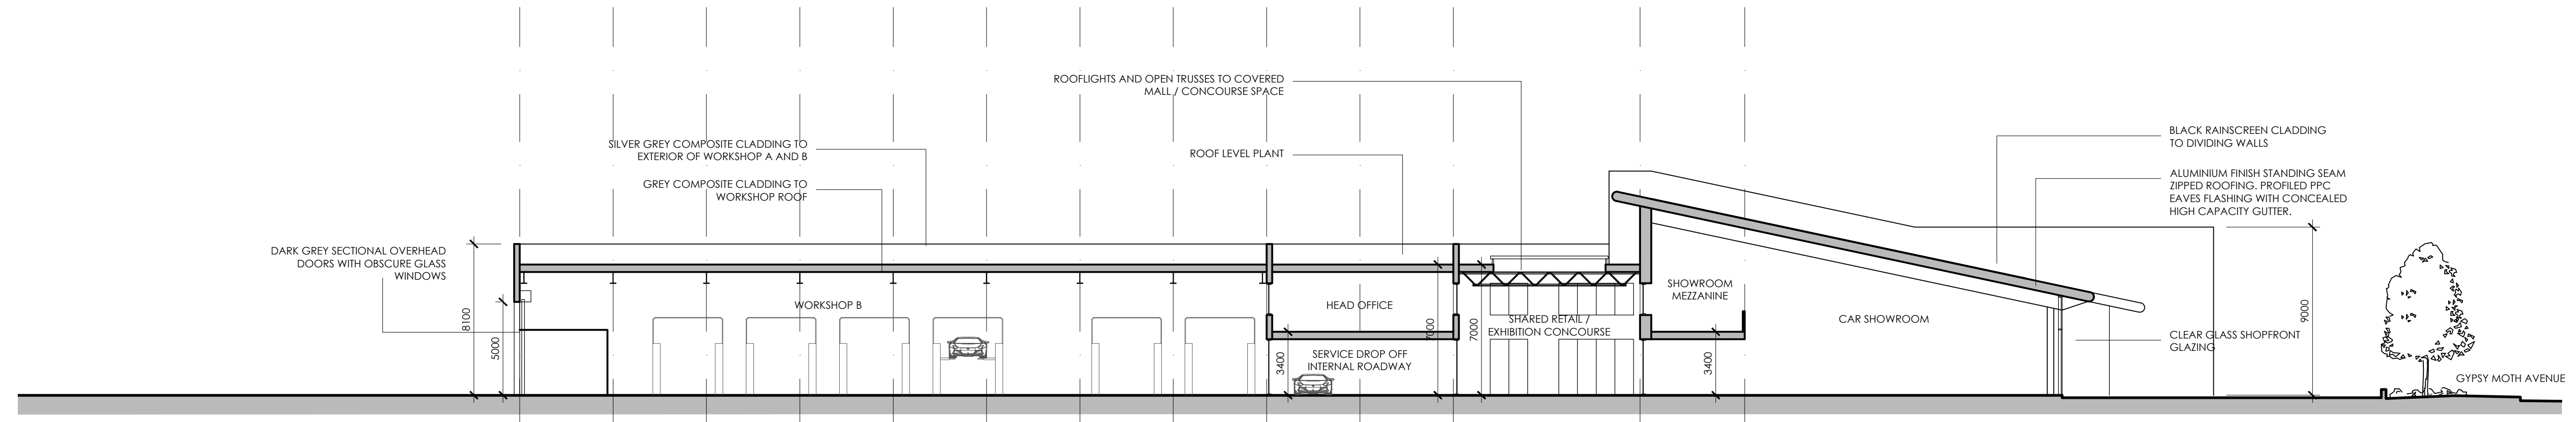 ROOFLIGHTS AND OPEN TRUSSES TO COVERED
MALL / CONCOURSE SPACE
SILVER GREY COMPOSITE CLADDING TO
EXTERIOR OF WORKSHOP A AND B
ROOF LEVEL PLANT
GREY COMPOSITE CLADDING TO
WORKSHOP ROOF
BLACK RAINSCREEN CLADDING
TO DIVIDING WALLS
ALUMINIUM FINISH STANDING SEAM
ZIPPED ROOFING. PROFILED PPC
EAVES FLASHING WITH CONCEALED
HIGH CAPACITY GUTTER.
DARK GREY SECTIONAL OVERHEAD
DOORS WITH OBSCURE GLASS
WINDOWS
8100
5000
WORKSHOP B
HEAD OFFICE
3400
SERVICE DROP OFF
INTERNAL ROADWAY
7000
7000
SHARED RETAIL /
EXHIBITION CONCOURSE
SHOWROOM
MEZZANINE
3400
CAR SHOWROOM
CLEAR GLASS SHOPFRONT
GLAZING
9000
GYPSY MOTH AVENUE